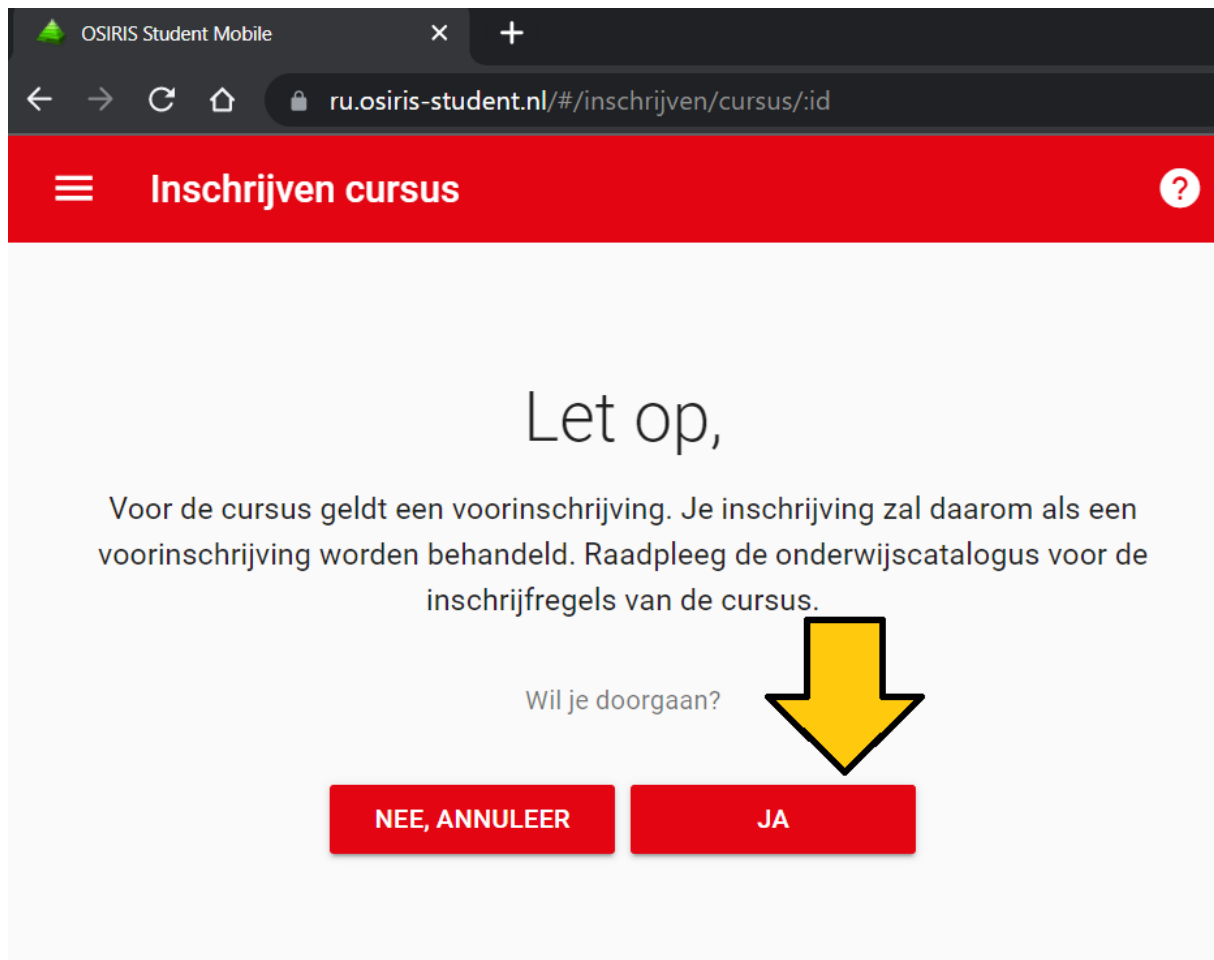 OSIRIS Student Mobile
ru.osiris-student.nl/#/inschrijven/cursus/:id
Inschrijven cursus
?
Let op,
Voor de cursus geldt een voorinschrijving. Je inschrijving zal daarom als een
voorinschrijving worden behandeld. Raadpleeg de onderwijscatalogus voor de
inschrijfregels van de cursus.
Wil je doorgaan?
NEE, ANNULEER JA